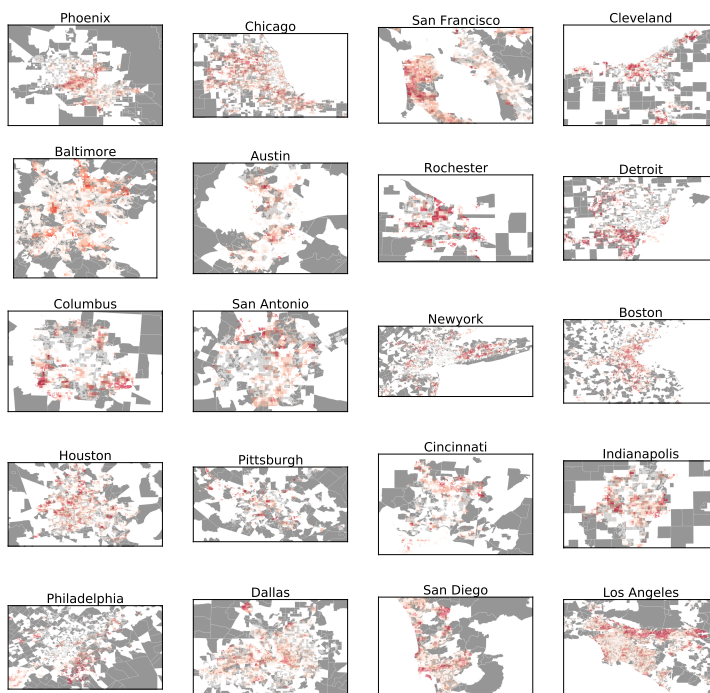 Phoenix
Chicago
San Francisco
Cleveland
Baltimore
Austin
Rochester
Detroit
Columbus
San Antonio
Newyork
Boston
Houston
Pittsburgh
Cincinnati
Indianapolis
Philadelphia
Dallas
San Diego
Los Angeles